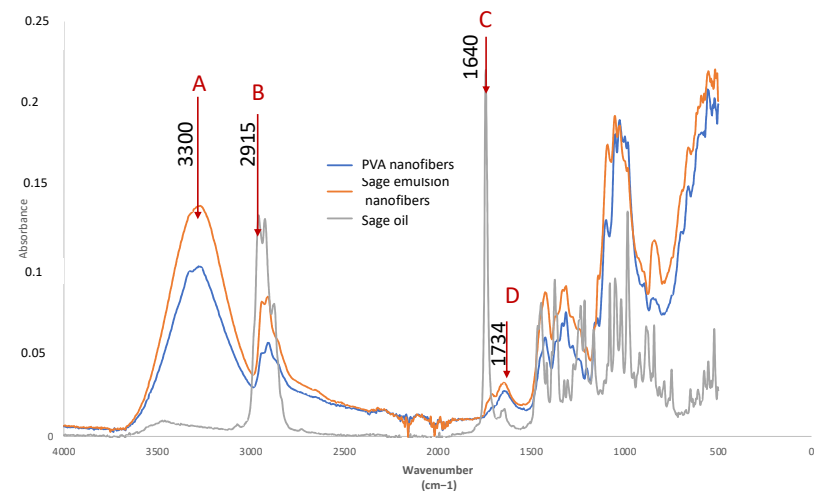 0.25
0.2
0.15
0.1
0.05
0
Absorbance
A
3300
B
2915
C
1640
D
1734
PVA nanofibers
Sage emulsion
nanofibers
Sage oil
4000
3500
3000
2500
2000
1500
1000
500
0
Wavenumber
(cm−1)